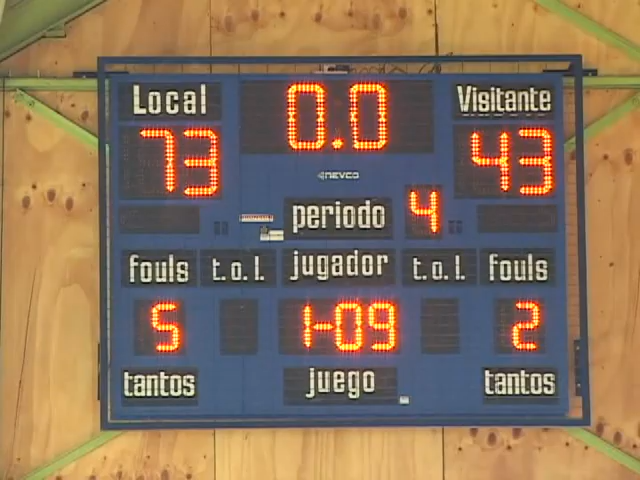 Local 0.0 Visitante
73 43
NEVCO
periodo 4
fouls t.o.l. jugador t.o.l. fouls
5 1-09 2
tantos juego tantos